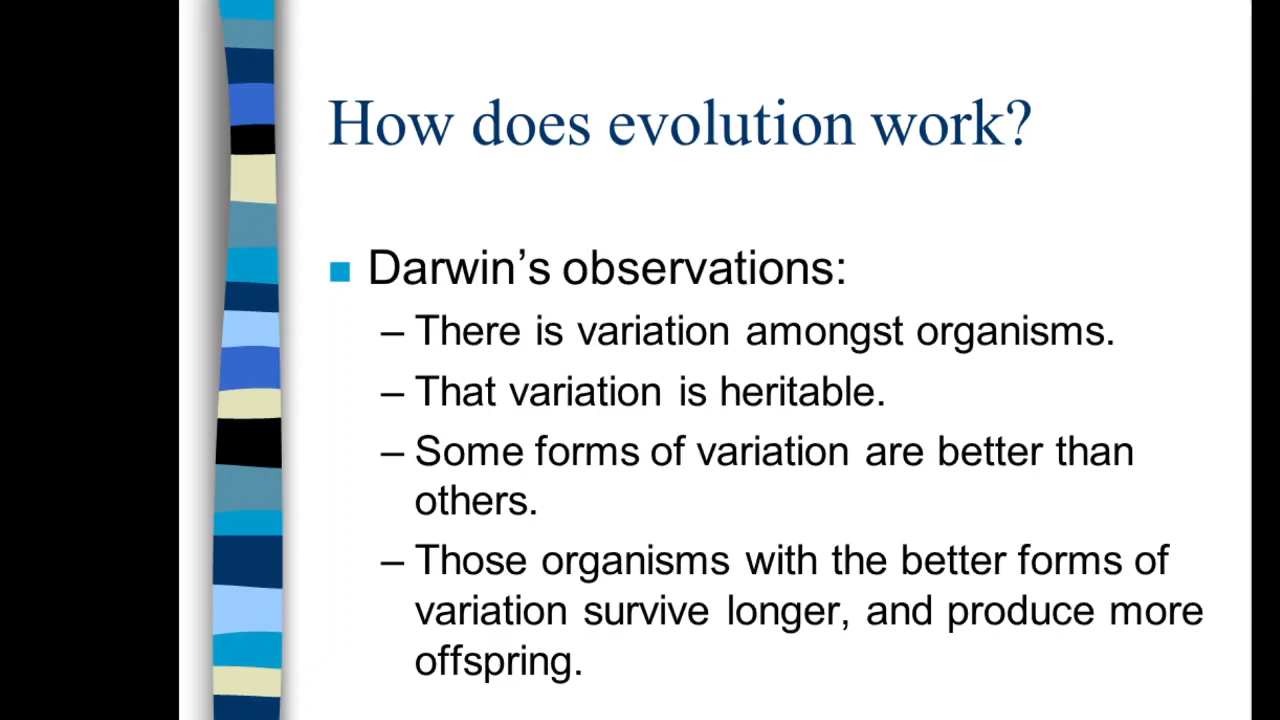 How does evolution work?
Darwin’s observations:
– There is variation amongst organisms.
– That variation is heritable.
– Some forms of variation are better than
others.
– Those organisms with the better forms of
variation survive longer, and produce more
offspring.